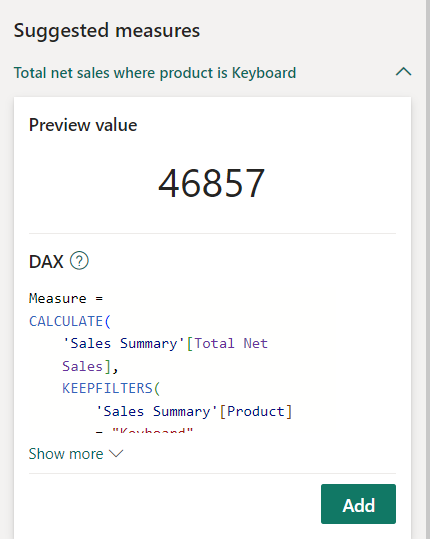 Suggested measures
Total net sales where product is Keyboard
Preview value
46857
DAX ?
Measure =
CALCULATE(
'Sales Summary'[Total Net
Sales],
KEEPFILTERS(
'Sales Summary'[Product]
= "Keyboard"
Show more
Add